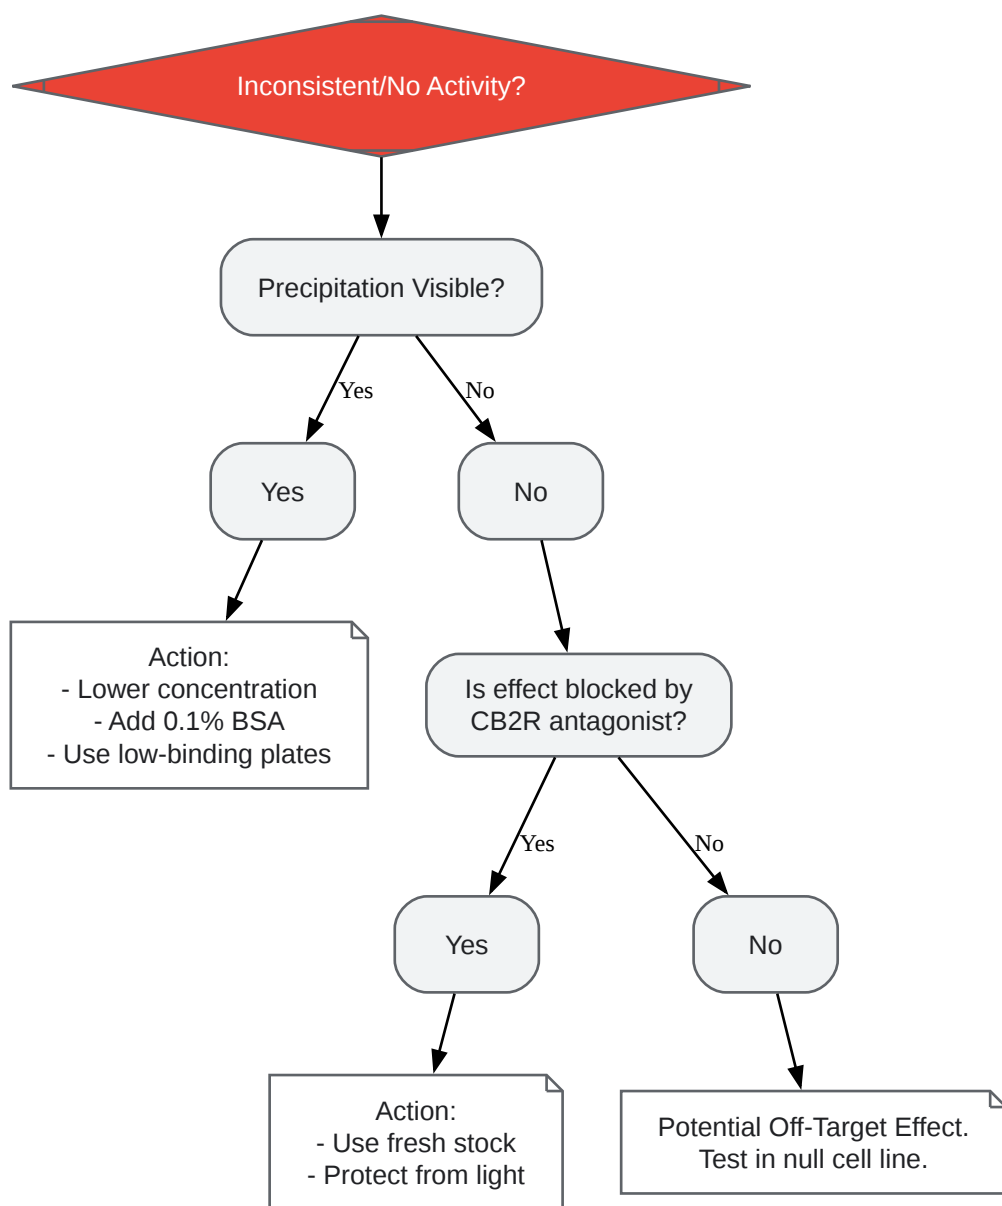 Inconsistent/No Activity?
Precipitation Visible?
Yes
No
Yes
No
Action:
- Lower concentration
- Add 0.1% BSA
- Use low-binding plates
Is effect blocked by
CB2R antagonist?
Yes
No
Yes
No
Action:
- Use fresh stock
- Protect from light
Potential Off-Target Effect.
Test in null cell line.